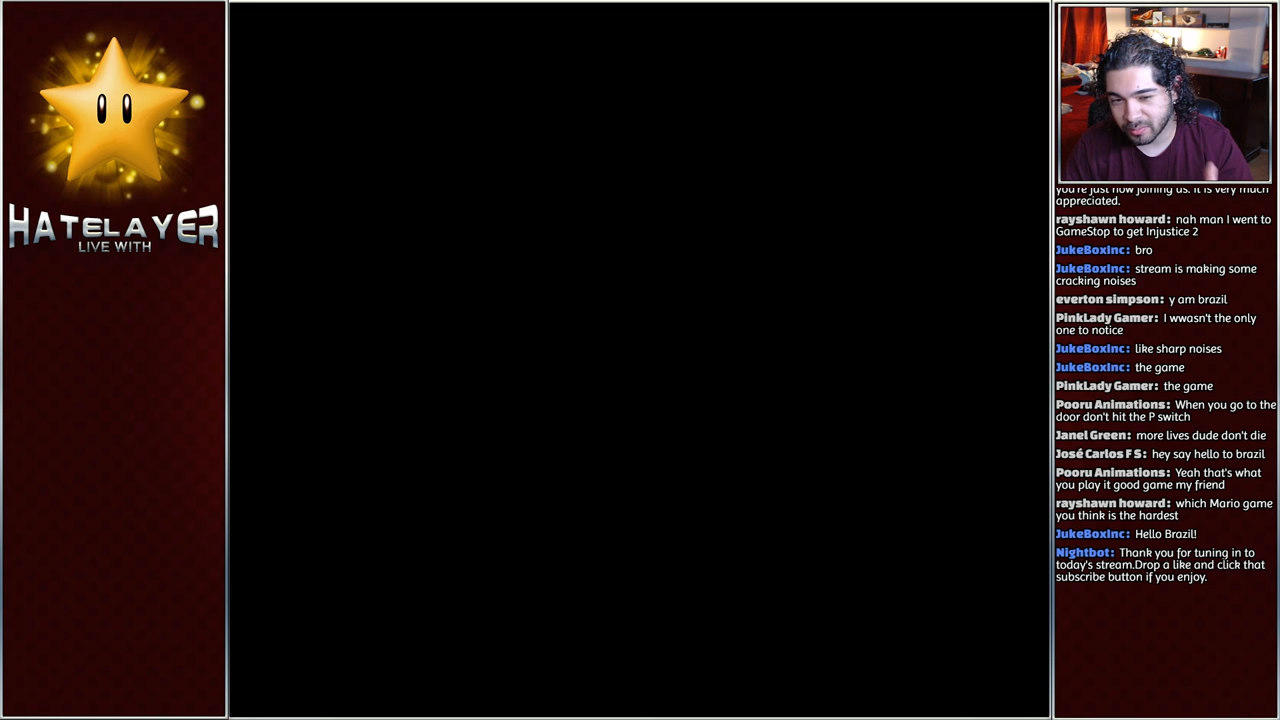 HATELAYER
LIVE WITH
you're just now joining us. it is very much
appreciated.
rayshawn howard: nah man I went to
GameStop to get Injustice 2
JukeBoxInc: bro
JukeBoxInc: stream is making some
cracking noises
everton simpson: y am brazil
PinkLady Gamer: I wwasn't the only
one to notice
JukeBoxInc: like sharp noises
JukeBoxInc: the game
PinkLady Gamer: the game
Pooru Animations: When you go to the
door don't hit the P switch
Janel Green: more lives dude don't die
José Carlos F S: hey say hello to brazil
Pooru Animations: Yeah that's what
you play it good game my friend
rayshawn howard: which Mario game
you think is the hardest
JukeBoxInc: Hello Brazil!
Nightbot: Thank you for tuning in to
today's stream.Drop a like and click that
subscribe button if you enjoy.